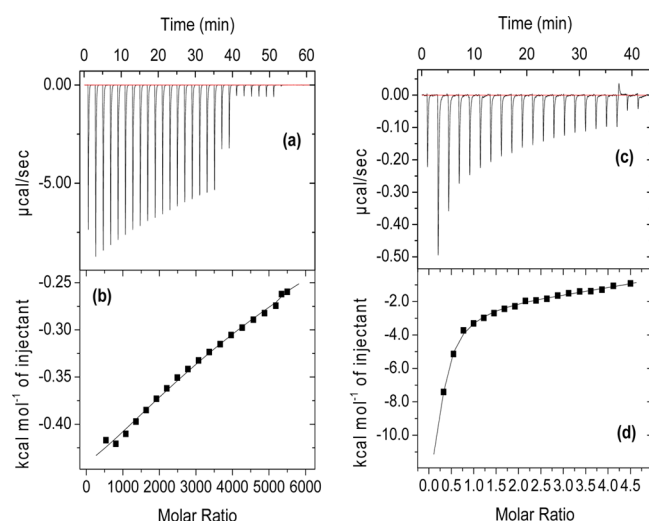 Time (min)
0 10 20 30 40 50 60
0.00
-5.00
µcal/sec
(a)
-0.25
-0.30
-0.35
-0.40
kcal mol⁻¹ of injectant
(b)
0 1000 2000 3000 4000 5000 6000
Molar Ratio
Time (min)
0 10 20 30 40
0.00
-0.10
-0.20
-0.30
-0.40
-0.50
µcal/sec
(c)
-2.0
-4.0
-6.0
-8.0
-10.0
kcal mol⁻¹ of injectant
(d)
0.0 0.5 1.0 1.5 2.0 2.5 3.0 3.5 4.0 4.5
Molar Ratio